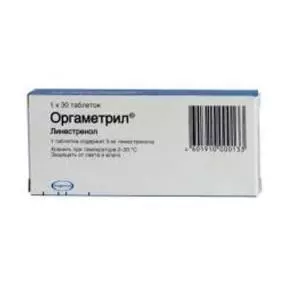 1 x 30 таблеток
Оргаметрил®
Линестренол
1 таблетка содержит 5 мг линестренола
Хранить при температуре 2-30 °C
Защищать от света и влаги
4601910000133